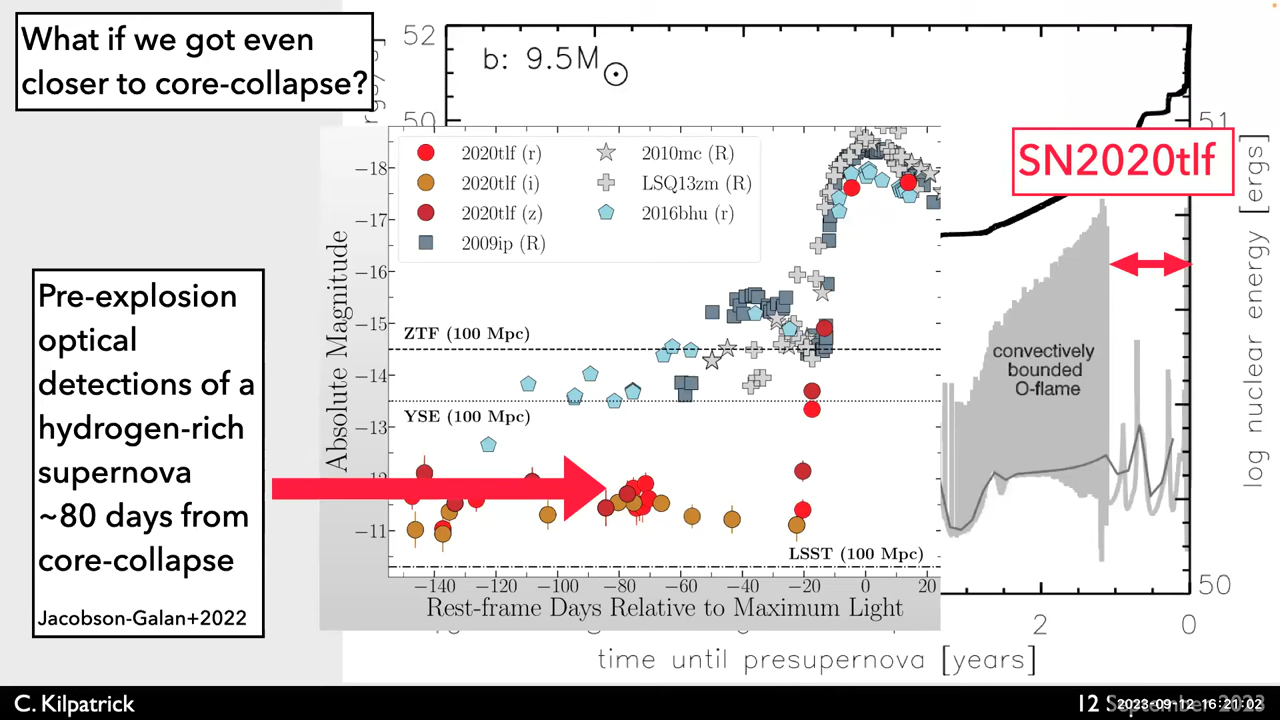 What if we got even
closer to core-collapse?
52
b: 9.5M⊙
50
51
SN2020tlf
2020tlf (r)
2020tlf (i)
2020tlf (z)
2009ip (R)
2010mc (R)
LSQ13zm (R)
2016bhu (r)
−18
−17
−16
−15
−14
−13
−12
−11
Absolute Magnitude
ZTF (100 Mpc)
YSE (100 Mpc)
LSST (100 Mpc)
−140
−120
−100
−80
−60
−40
−20
0
20
Rest-frame Days Relative to Maximum Light
Pre-explosion
optical
detections of a
hydrogen-rich
supernova
~80 days from
core-collapse
Jacobson-Galan+2022
convectively
bounded
O-flame
log nuclear energy [ergs]
50
2
0
time until presupernova [years]
C. Kilpatrick
12 September 2023
2023-09-12 16:21:02